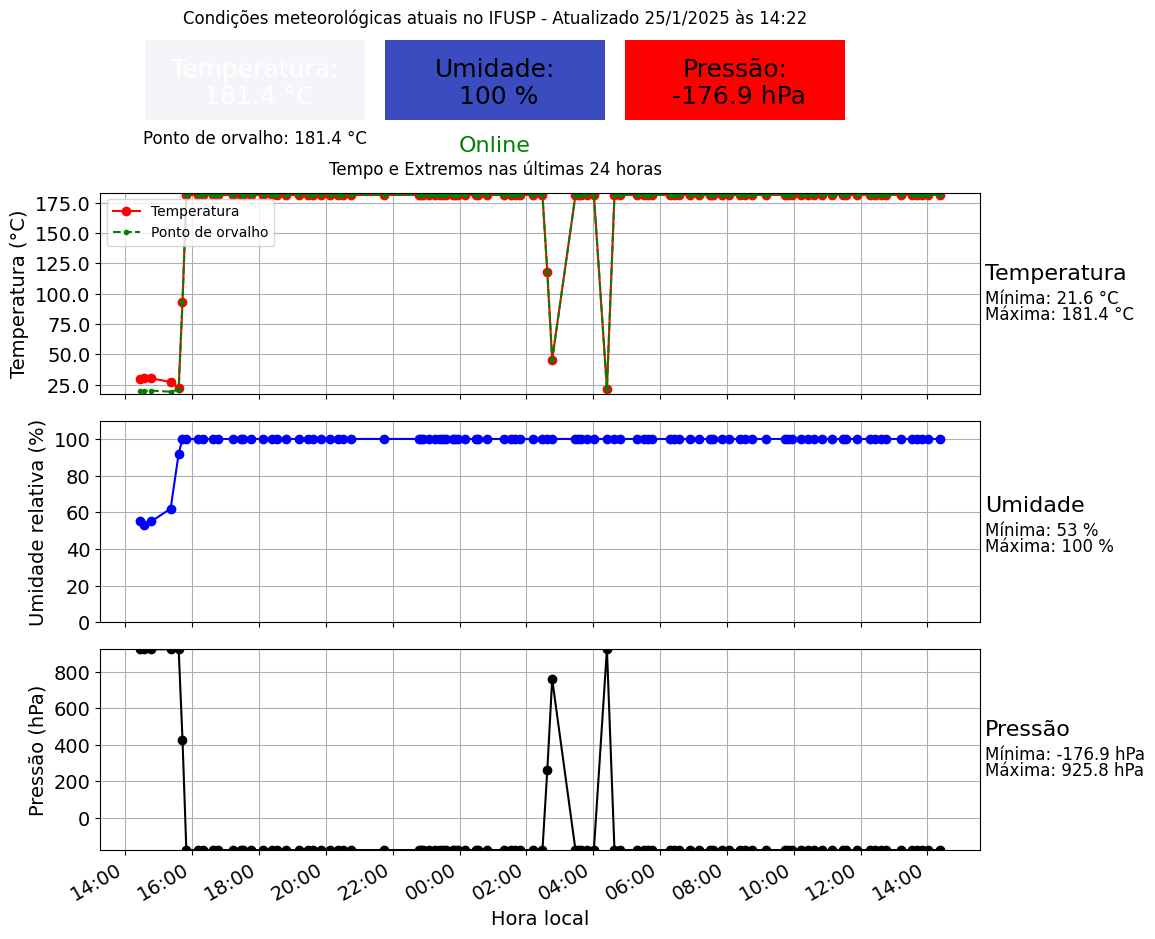 Condições meteorológicas atuais no IFUSP - Atualizado 25/1/2025 às 14:22
Temperatura:
181.4 °C
Umidade:
100 %
Pressão:
-176.9 hPa
Ponto de orvalho: 181.4 °C
Online
Tempo e Extremos nas últimas 24 horas
Temperatura (°C)
175.0
150.0
125.0
100.0
75.0
50.0
25.0
Temperatura
Ponto de orvalho
Temperatura
Mínima: 21.6 °C
Máxima: 181.4 °C
Umidade relativa (%)
100
80
60
40
20
0
Umidade
Mínima: 53 %
Máxima: 100 %
Pressão (hPa)
800
600
400
200
0
Pressão
Mínima: -176.9 hPa
Máxima: 925.8 hPa
14:00
16:00
18:00
20:00
22:00
00:00
02:00
04:00
06:00
08:00
10:00
12:00
14:00
Hora local